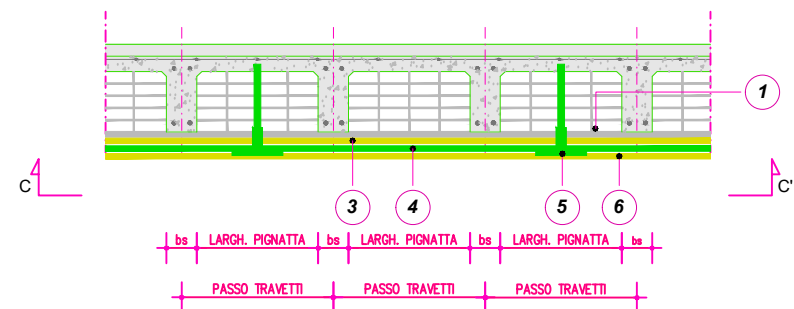 1
C
C'
3
4
5
6
bs LARGH. PIGNATTA bs LARGH. PIGNATTA bs LARGH. PIGNATTA bs
PASSO TRAVETTI PASSO TRAVETTI PASSO TRAVETTI